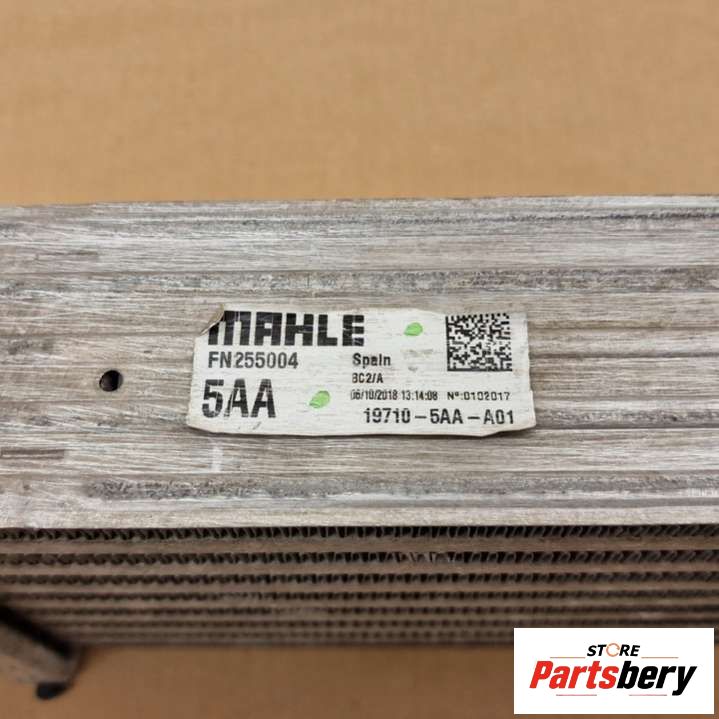 MAHLE
FN255004
Spain
BC2/A
5AA
06/10/2018 13:14:08 Nº:0102017
19710-5AA-A01
STORE
Partsbery